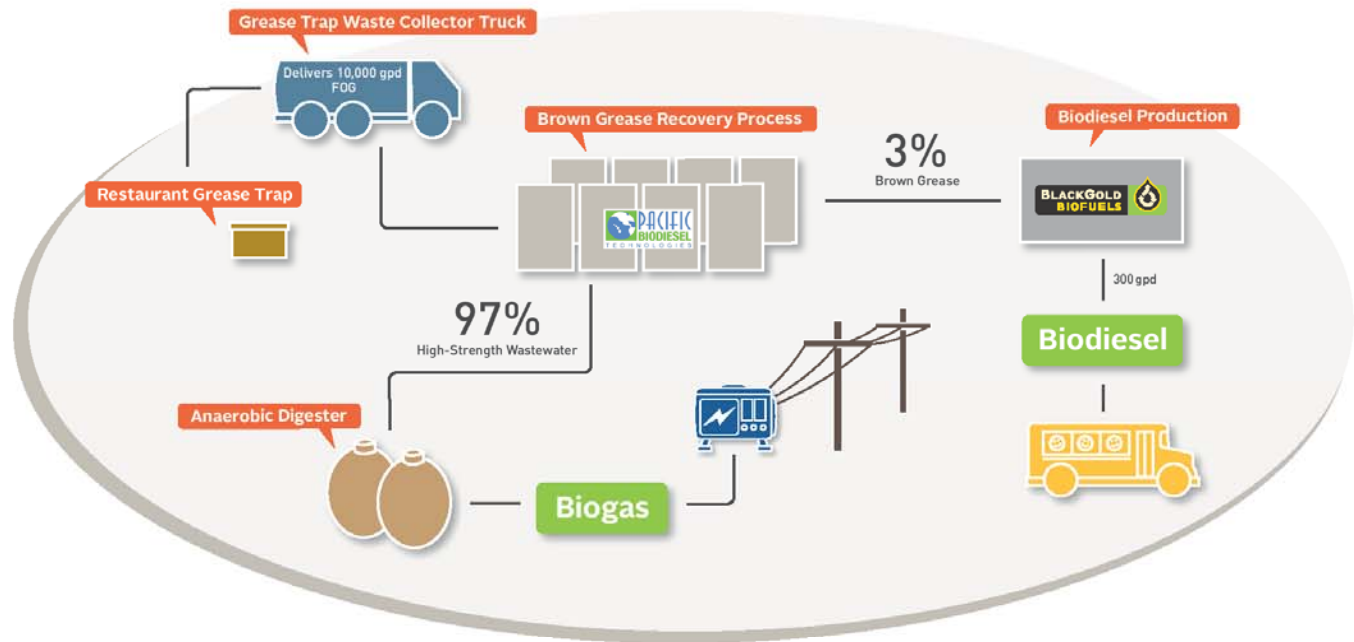 Grease Trap Waste Collector Truck
Delivers 10,000 gpd
FOG
Restaurant Grease Trap
Brown Grease Recovery Process
PACIFIC
BIODIESEL
TECHNOLOGIES
3%
Brown Grease
Biodiesel Production
BLACKGOLD
BIOFUELS
300 gpd
Biodiesel
97%
High-Strength Wastewater
Anaerobic Digester
Biogas